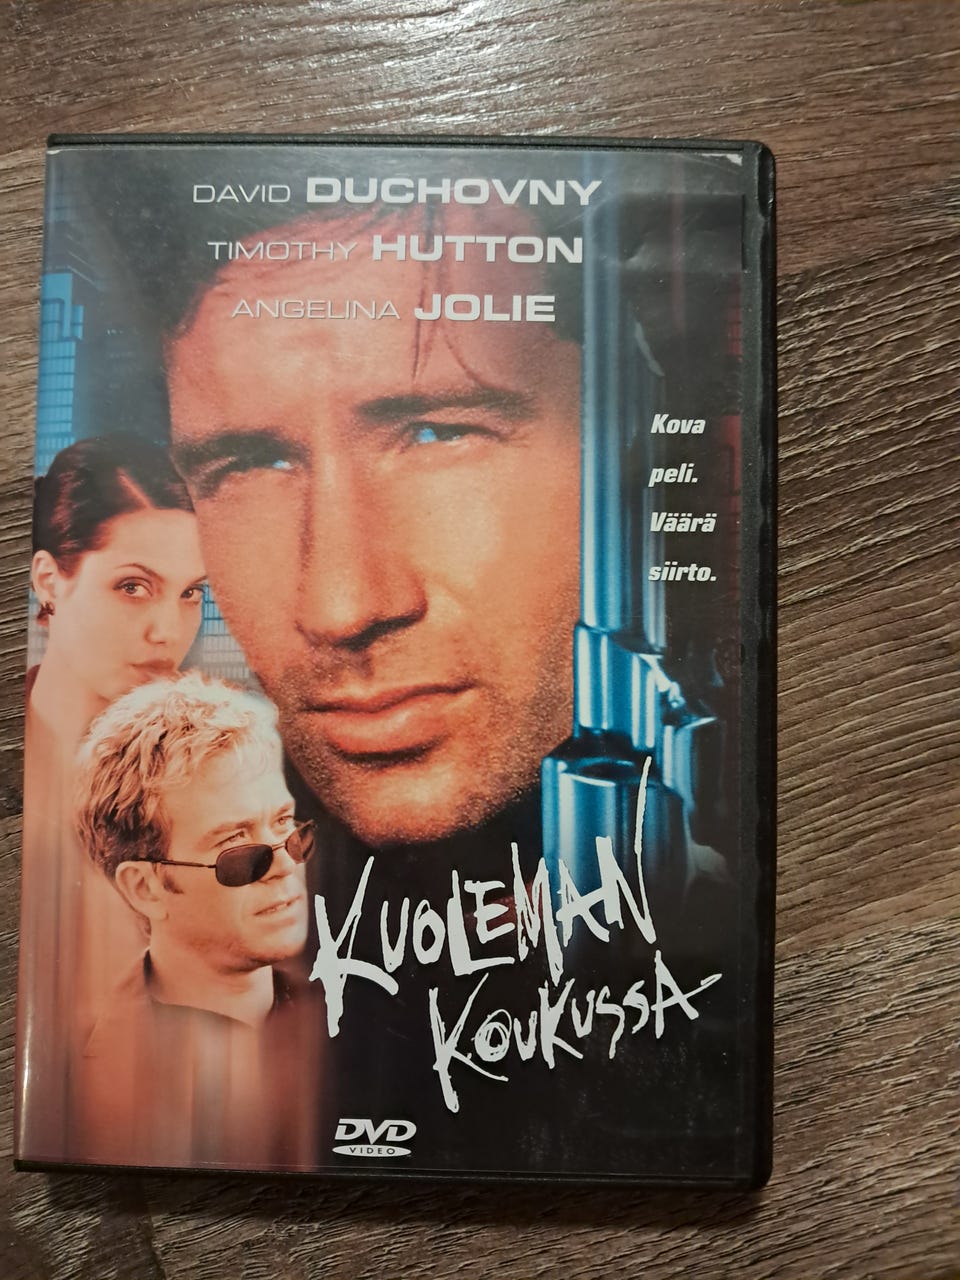 DAVID DUCHOVNY
TIMOTHY HUTTON
ANGELINA JOLIE
Kova
peli.
Väärä
siirto.
KUOLEMAN
KOUKUSSA
DVD
VIDEO